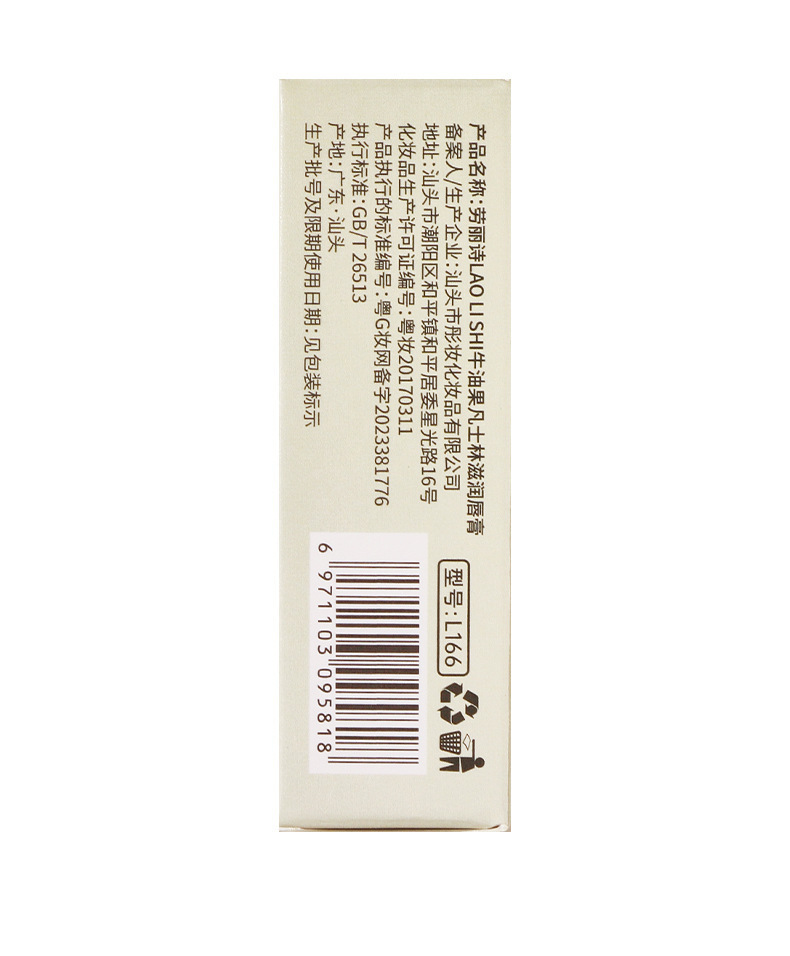 产品名称:劳丽诗LAO LI SHI牛油果凡士林滋润唇膏
备案人/生产企业:汕头市彤妆化妆品有限公司
地址:汕头市潮阳区和平镇和平居委星光路16号
化妆品生产许可证编号:粤妆20170311
产品执行的标准编号:粤G妆网备字2023381776
执行标准:GB/T 26513
产地:广东·汕头
生产批号及限期使用日期:见包装标示
型号:L166
6 971103 095818